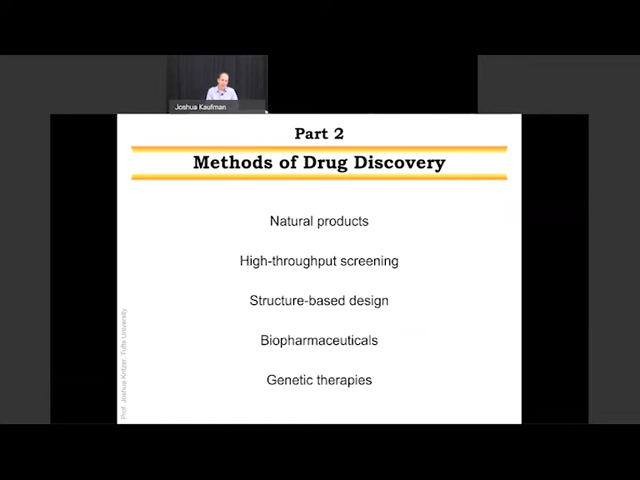 Joshua Kaufman
Part 2
Methods of Drug Discovery
Natural products
High-throughput screening
Structure-based design
Biopharmaceuticals
Genetic therapies
Prof. Joshua Kritzer, Tufts University